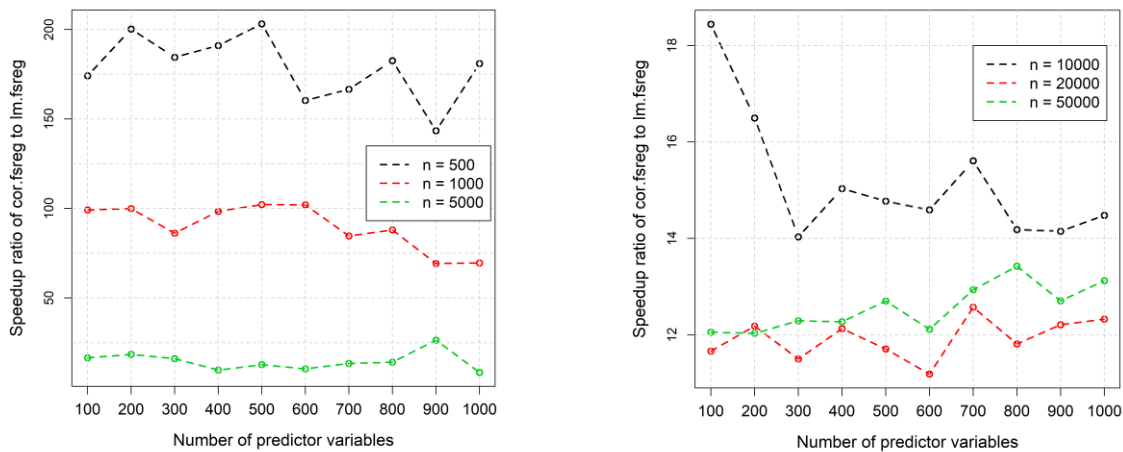 Speedup ratio of cor.fsreg to lm.fsreg
200
150
100
50
n = 500
n = 1000
n = 5000
100 200 300 400 500 600 700 800 900 1000
Number of predictor variables
Speedup ratio of cor.fsreg to lm.fsreg
18
16
14
12
n = 10000
n = 20000
n = 50000
100 200 300 400 500 600 700 800 900 1000
Number of predictor variables